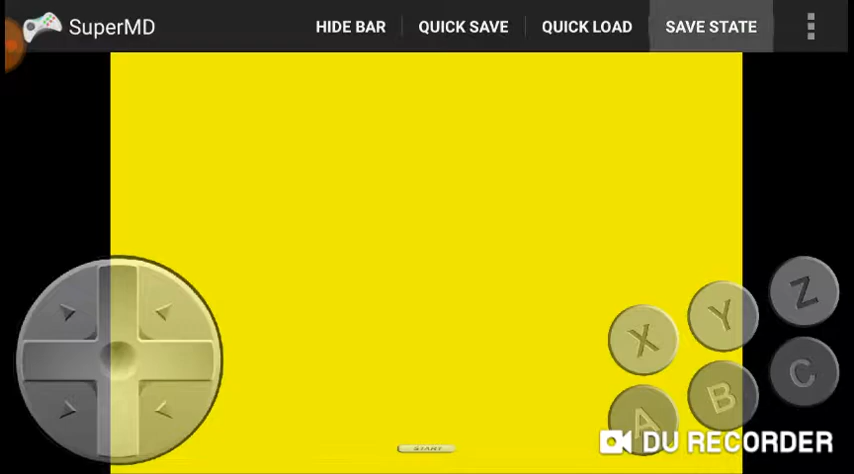 SuperMD
HIDE BAR
QUICK SAVE
QUICK LOAD
SAVE STATE
X
Y
Z
A
B
C
START
DU RECORDER